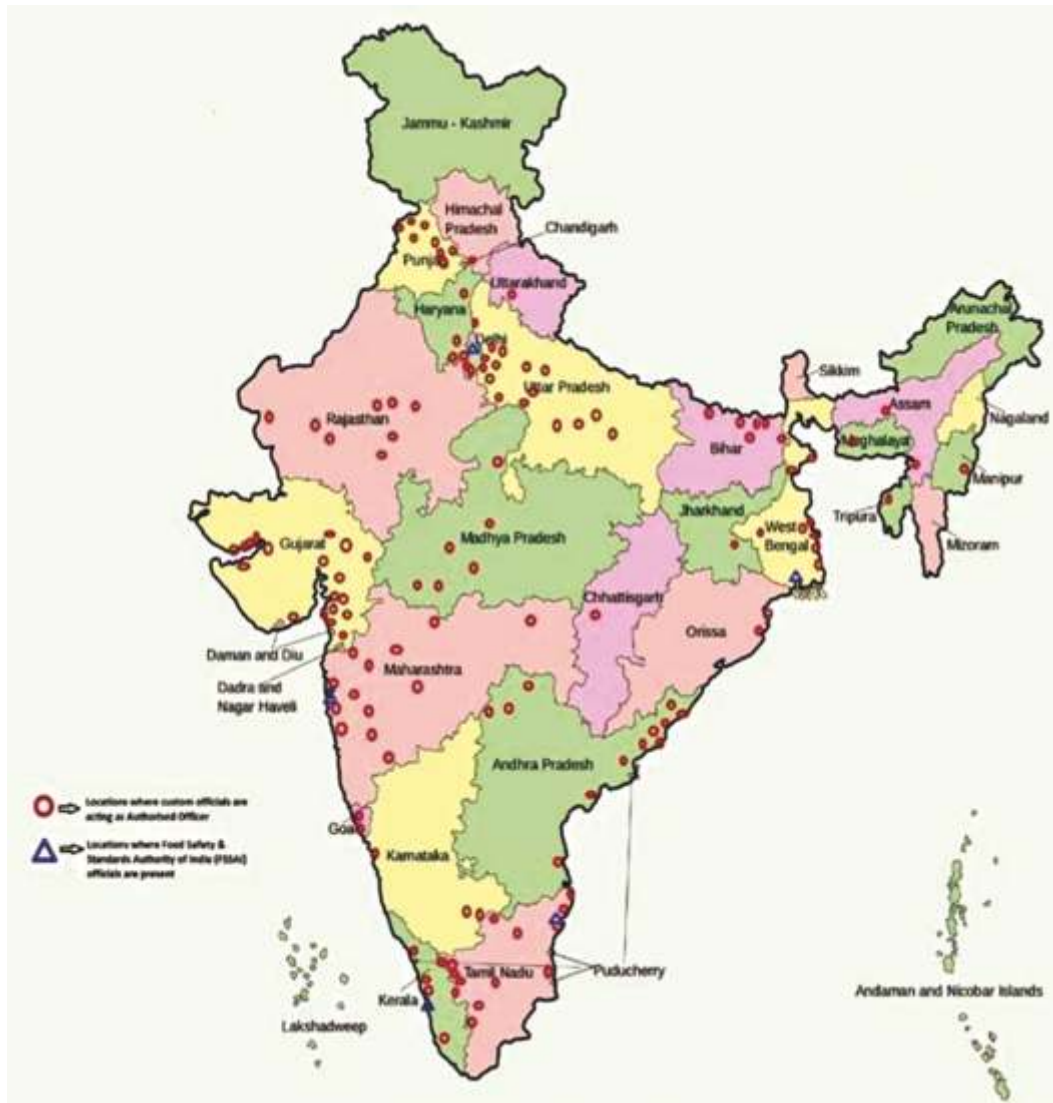 Jammu - Kashmir
Himachal
Pradesh
Chandigarh
Punjab
Uttarakhand
Haryana
Delhi
Arunachal
Pradesh
Sikkim
Uttar Pradesh
Rajasthan
Assam
Nagaland
Bihar
Meghalaya
Manipur
Jharkhand
Tripura
West
Bengal
Gujarat
Madhya Pradesh
Mizoram
Chhattisgarh
Orissa
Daman and Diu
Maharashtra
Dadra and
Nagar Haveli
Andhra Pradesh
Locations where custom officials are
acting as Authorised Officer
Goa
Locations where Food Safety &
Standards Authority of India (FSSAI)
officials are present
Karnataka
Tamil Nadu
Puducherry
Kerala
Andaman and Nicobar Islands
Lakshadweep